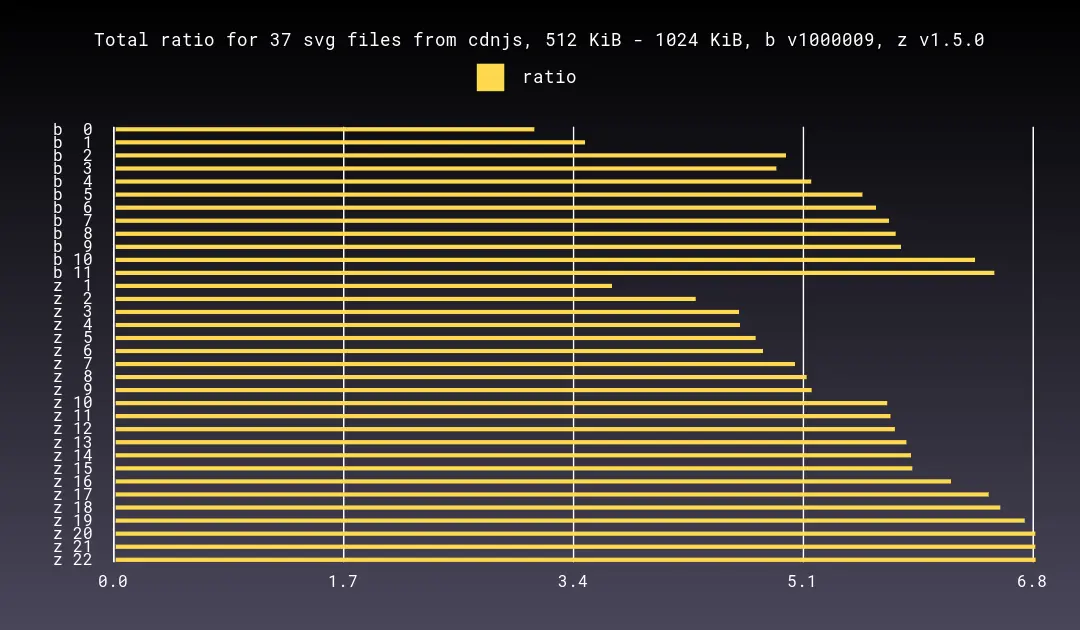 Total ratio for 37 svg files from cdnjs, 512 KiB - 1024 KiB, b v1000009, z v1.5.0
ratio
b 0
b 1
b 2
b 3
b 4
b 5
b 6
b 7
b 8
b 9
b 10
b 11
z 1
z 2
z 3
z 4
z 5
z 6
z 7
z 8
z 9
z 10
z 11
z 12
z 13
z 14
z 15
z 16
z 17
z 18
z 19
z 20
z 21
z 22
0.0 1.7 3.4 5.1 6.8